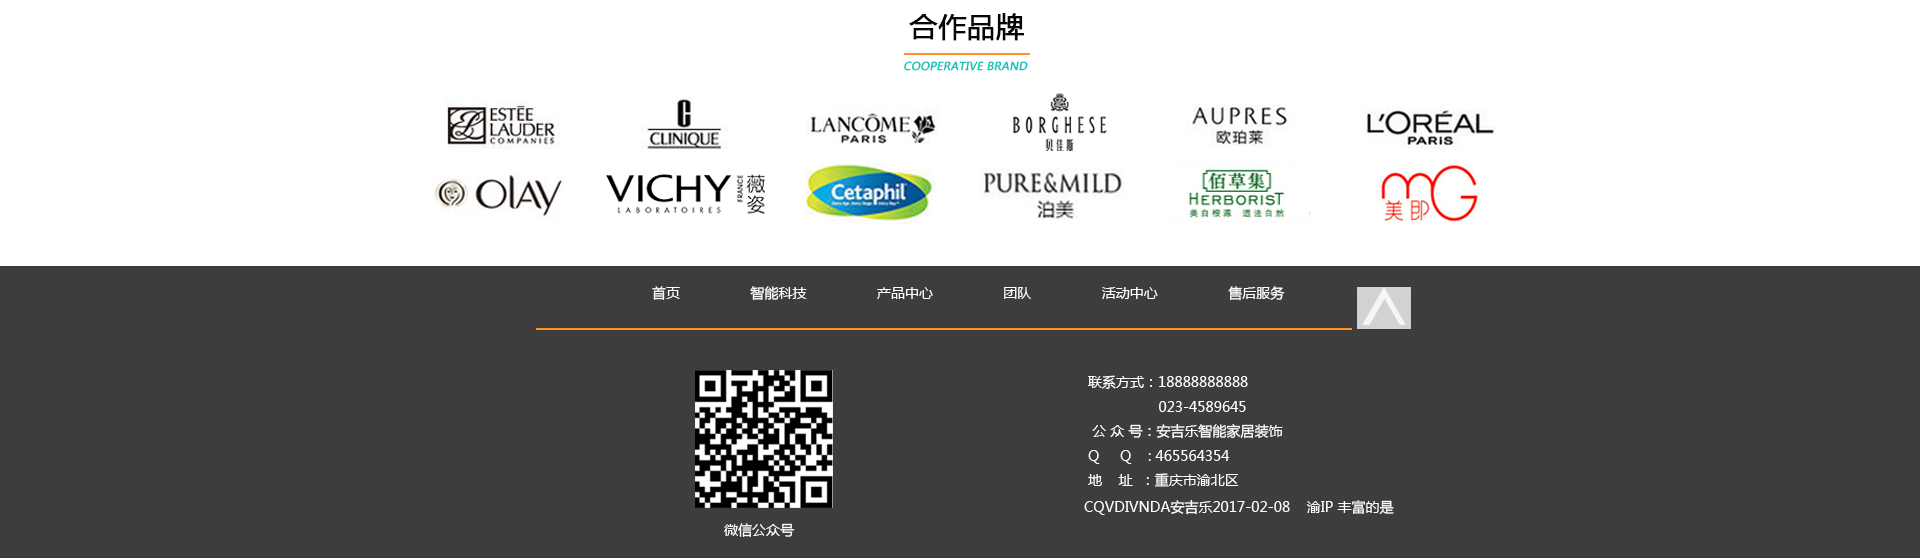 合作品牌
COOPERATIVE BRAND
ESTĒE LAUDER COMPANIES
C CLINIQUE
LANCÔME PARIS
BORGHESE 贝佳斯
AUPRES 欧珀莱
L'ORÉAL PARIS
OLAY
VICHY LABORATOIRES FRANCE 薇姿
Cetaphil
PURE&MILD 泊美
佰草集 HERBORIST 美自根源 道法自然
mG 美即
首页 智能科技 产品中心 团队 活动中心 售后服务
联系方式：18888888888
023-4589645
公 众 号：安吉乐智能家居装饰
Q Q ：465564354
地 址 ：重庆市渝北区
CQVDIVNDA安吉乐2017-02-08 渝IP 丰富的是
微信公众号